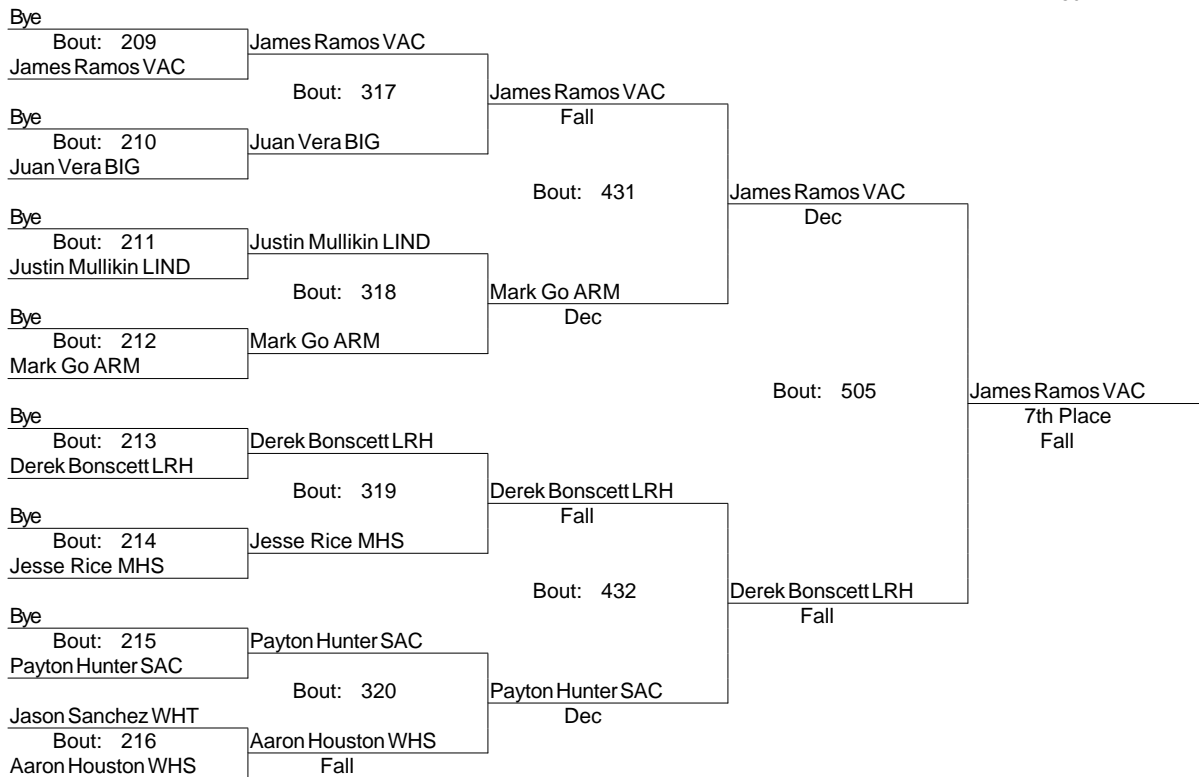 Bye
Bout: 209 James Ramos VAC
James Ramos VAC
Bout: 317 James Ramos VAC
Bye Fall
Bout: 210 Juan Vera BIG
Juan Vera BIG
Bout: 431 James Ramos VAC
Bye Dec
Bout: 211 Justin Mullikin LIND
Justin Mullikin LIND
Bout: 318 Mark Go ARM
Bye Dec
Bout: 212 Mark Go ARM
Mark Go ARM
Bout: 505 James Ramos VAC
Bye 7th Place
Bout: 213 Derek Bonscett LRH Fall
Derek Bonscett LRH
Bout: 319 Derek Bonscett LRH
Bye Fall
Bout: 214 Jesse Rice MHS
Jesse Rice MHS
Bout: 432 Derek Bonscett LRH
Bye Fall
Bout: 215 Payton Hunter SAC
Payton Hunter SAC
Bout: 320 Payton Hunter SAC
Jason Sanchez WHT Dec
Bout: 216 Aaron Houston WHS
Aaron Houston WHS Fall